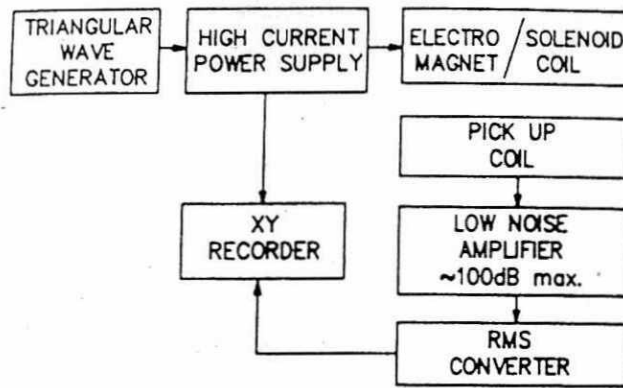 TRIANGULAR
WAVE
GENERATOR
HIGH CURRENT
POWER SUPPLY
ELECTRO / SOLENOID
MAGNET COIL
PICK UP
COIL
XY
RECORDER
LOW NOISE
AMPLIFIER
~100dB max.
RMS
CONVERTER